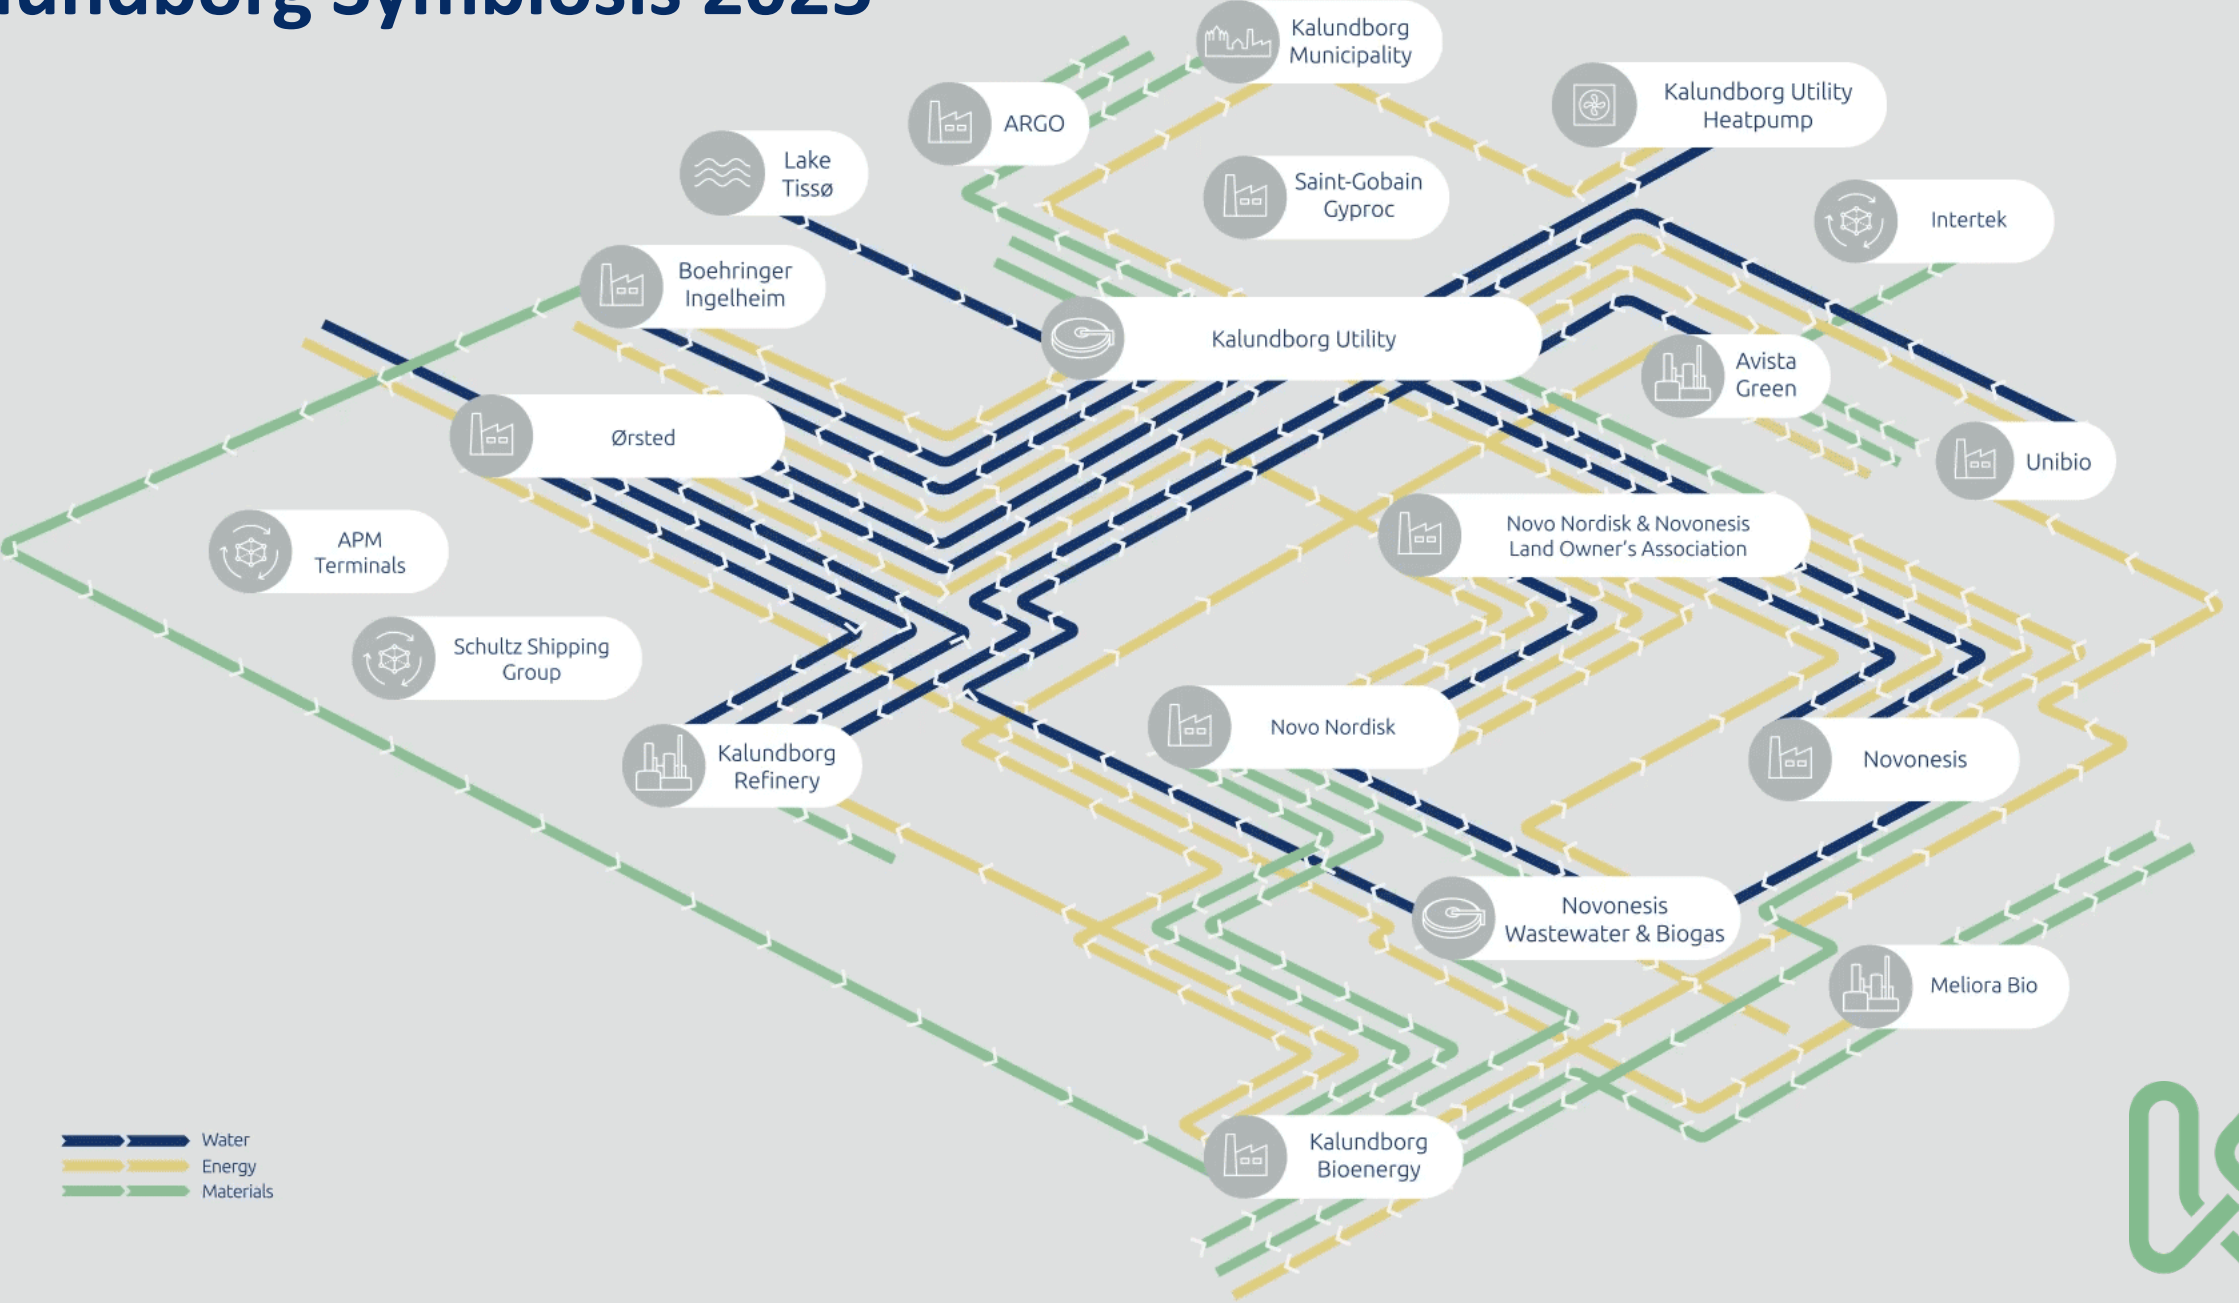 Symbiosis 2025
Kalundborg
Municipality
Kalundborg Utility
Heatpump
ARGO
Lake
Tissø
Saint-Gobain
Gyproc
Intertek
Boehringer
Ingelheim
Kalundborg Utility
Avista
Green
Ørsted
Unibio
Novo Nordisk & Novonesis
Land Owner's Association
APM
Terminals
Schultz Shipping
Group
Novo Nordisk
Kalundborg
Refinery
Novonesis
Novonesis
Wastewater & Biogas
Meliora Bio
Kalundborg
Bioenergy
Water
Energy
Materials